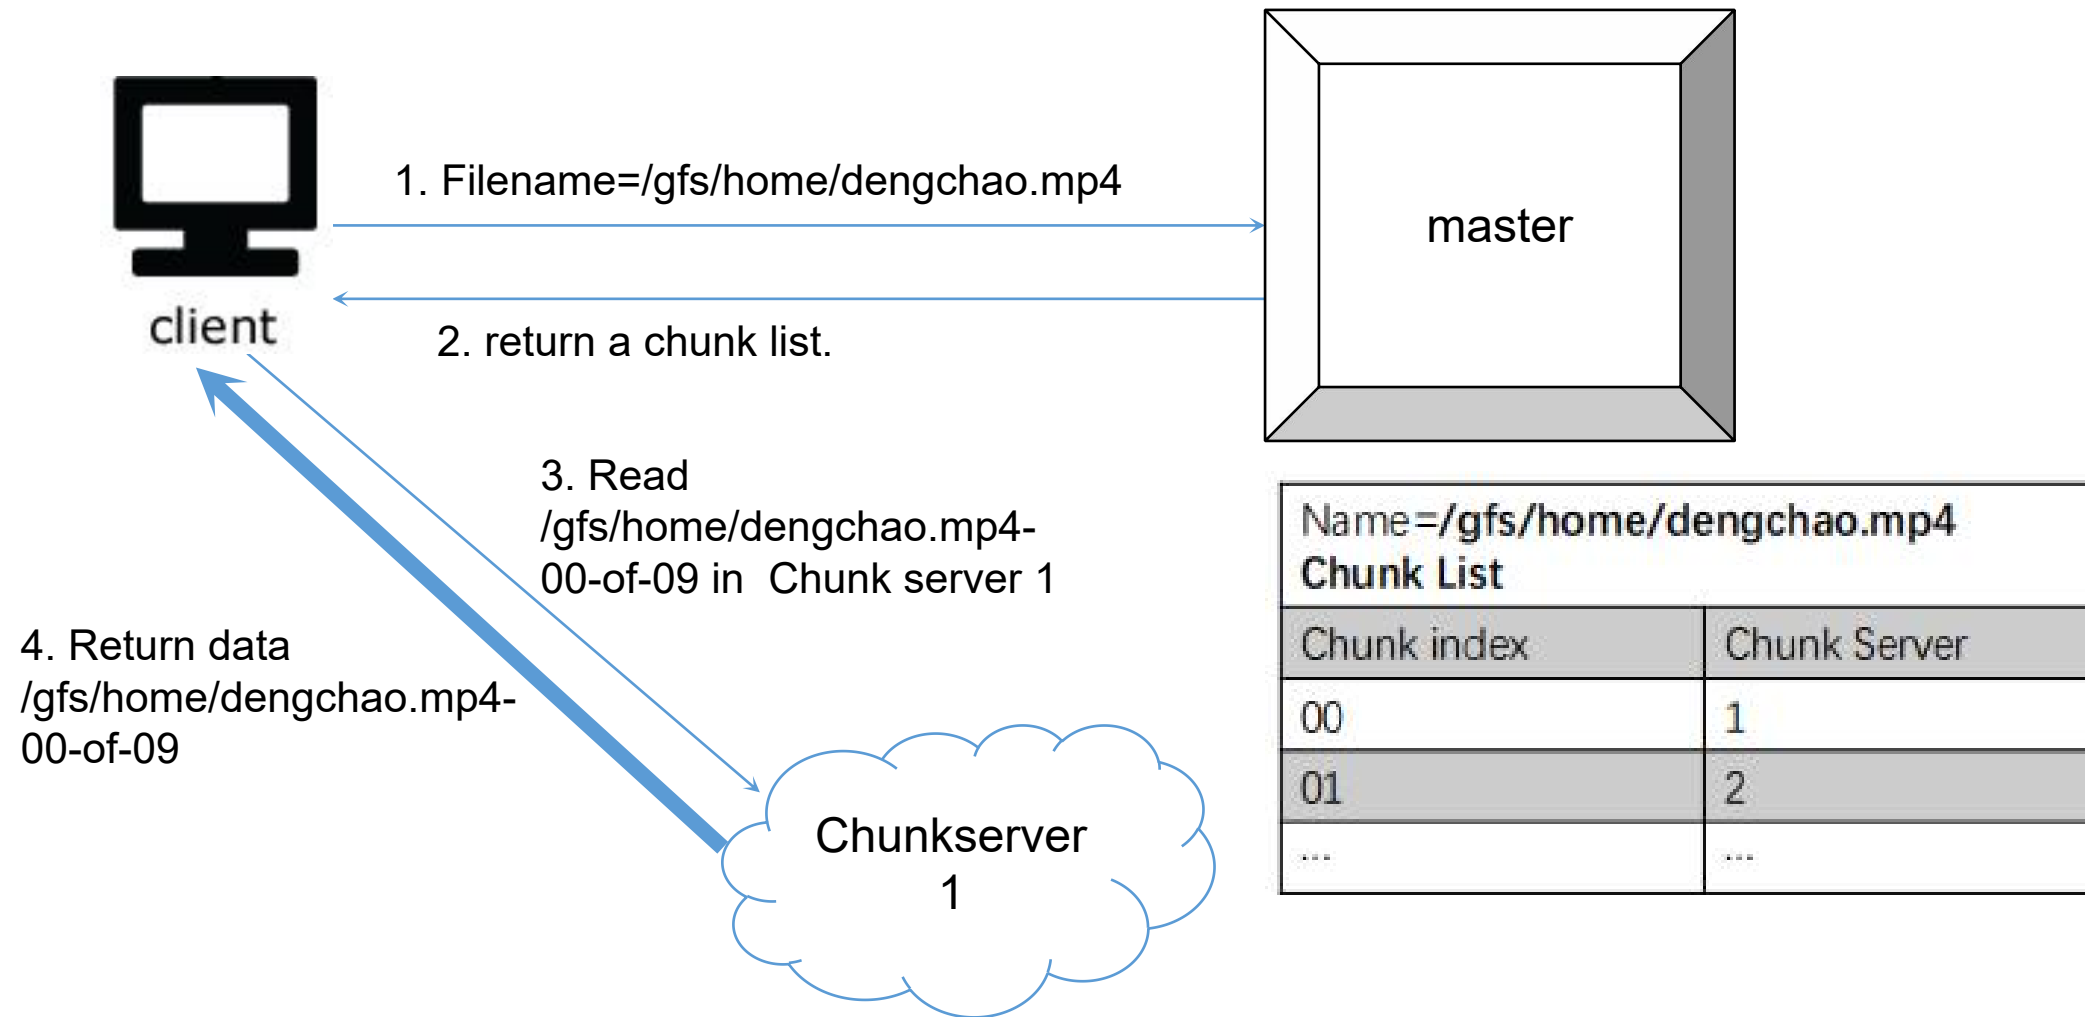 client
1. Filename=/gfs/home/dengchao.mp4
master
2. return a chunk list.
3. Read
/gfs/home/dengchao.mp4-
00-of-09 in  Chunk server 1
4. Return data
/gfs/home/dengchao.mp4-
00-of-09
Chunkserver
1
Name=/gfs/home/dengchao.mp4
Chunk List
Chunk index Chunk Server
00 1
01 2
... ...